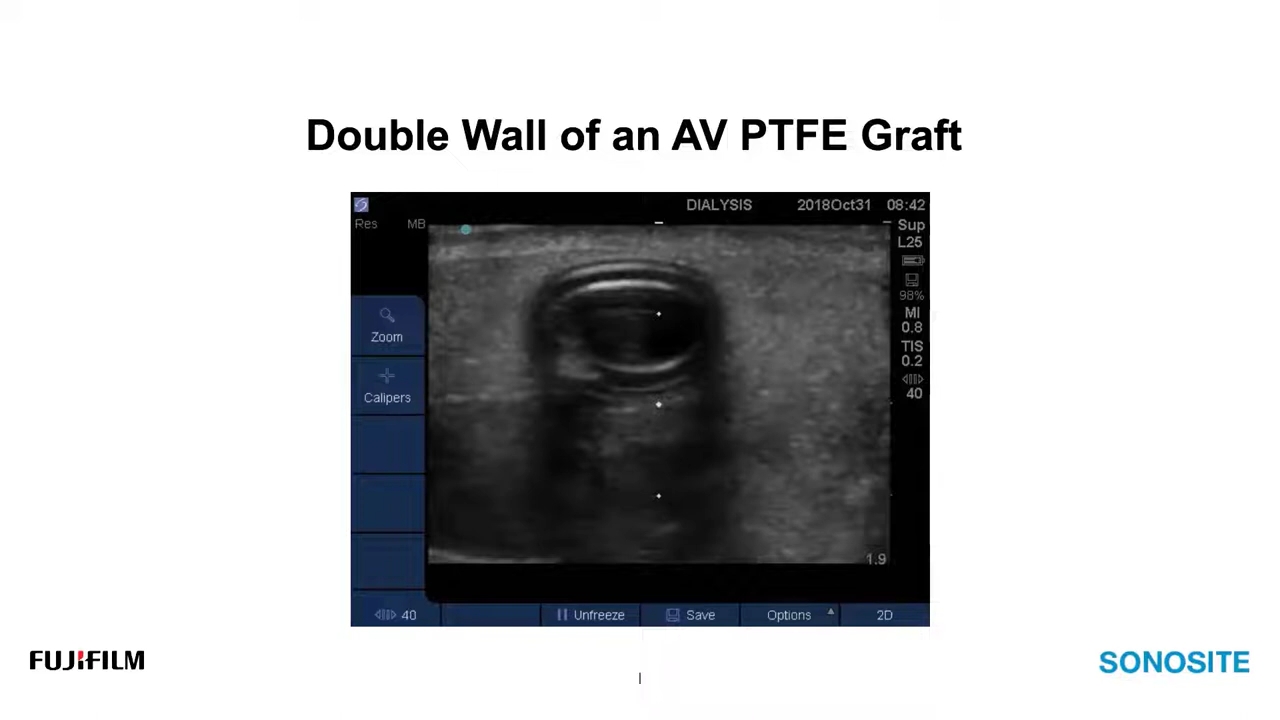 Double Wall of an AV PTFE Graft
DIALYSIS 2018Oct31 08:42
Res MB
Sup
L25
98%
MI
0.8
TIS
0.2
40
Zoom
Calipers
1.9
40 Unfreeze Save Options 2D
FUJIFILM
SONOSITE